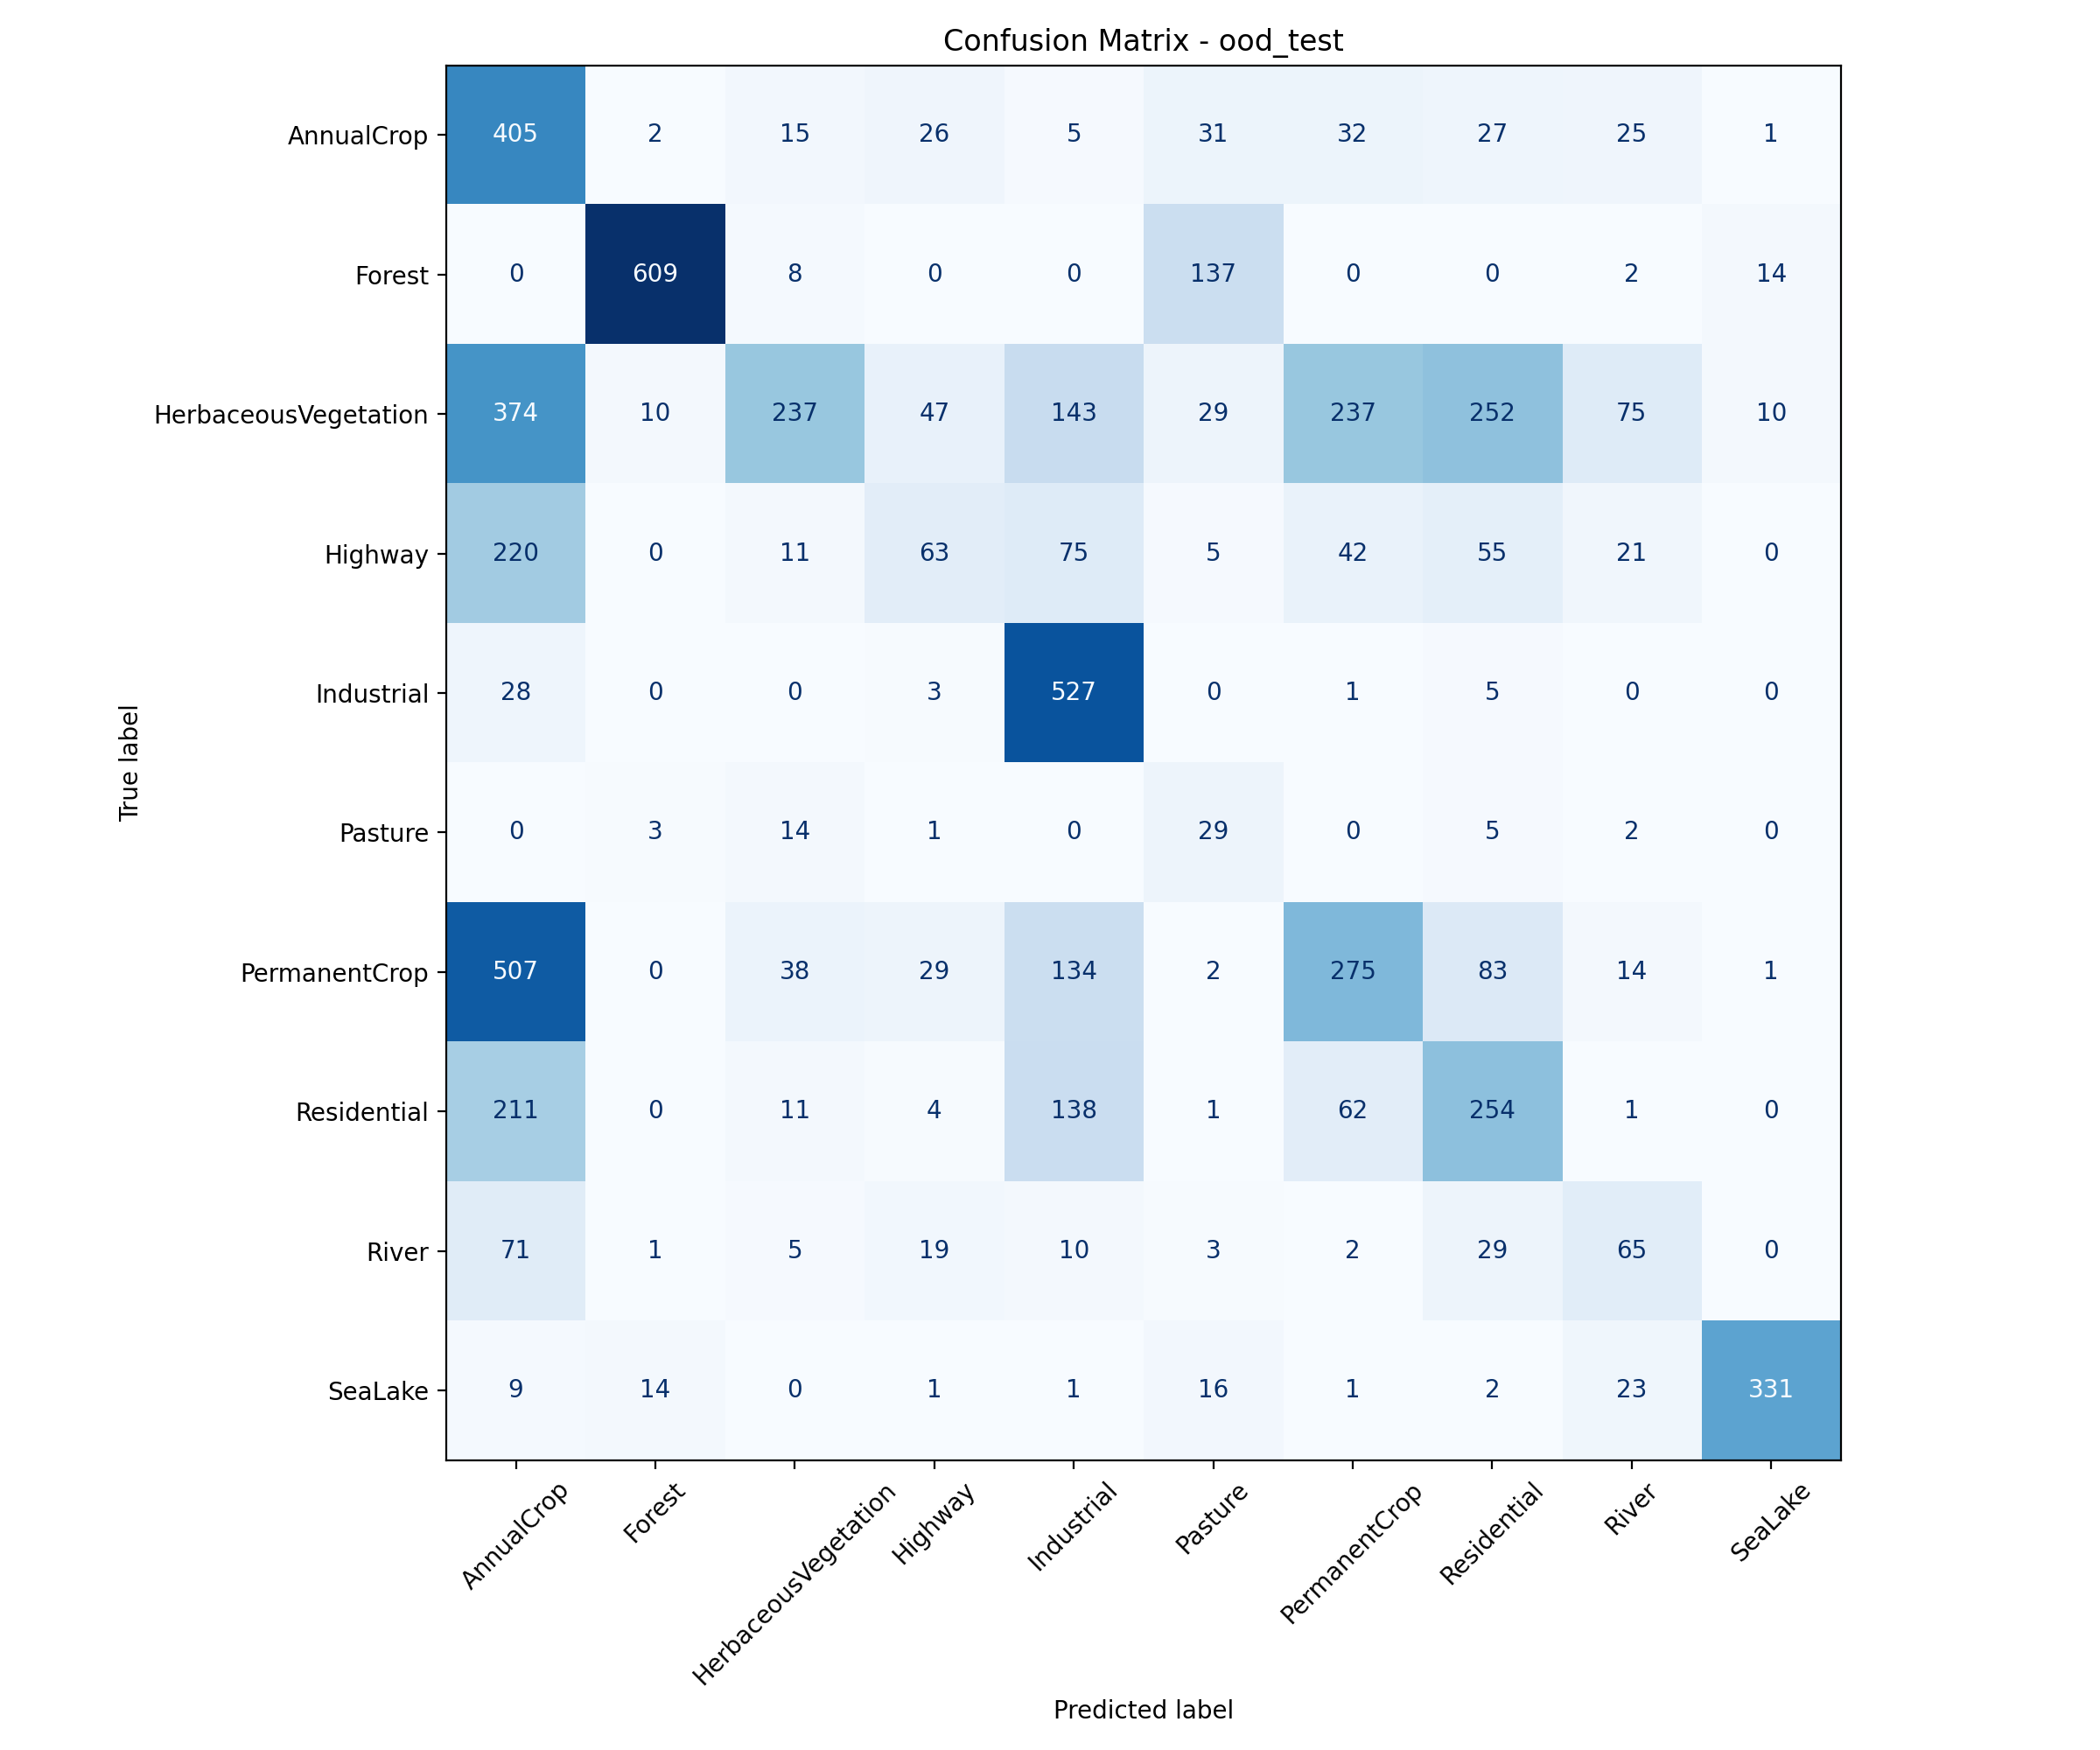 Confusion Matrix - ood_test
AnnualCrop 405 2 15 26 5 31 32 27 25 1
Forest 0 609 8 0 0 137 0 0 2 14
HerbaceousVegetation 374 10 237 47 143 29 237 252 75 10
Highway 220 0 11 63 75 5 42 55 21 0
Industrial 28 0 0 3 527 0 1 5 0 0
Pasture 0 3 14 1 0 29 0 5 2 0
PermanentCrop 507 0 38 29 134 2 275 83 14 1
Residential 211 0 11 4 138 1 62 254 1 0
River 71 1 5 19 10 3 2 29 65 0
SeaLake 9 14 0 1 1 16 1 2 23 331
True label
AnnualCrop Forest HerbaceousVegetation Highway Industrial Pasture PermanentCrop Residential River SeaLake
Predicted label